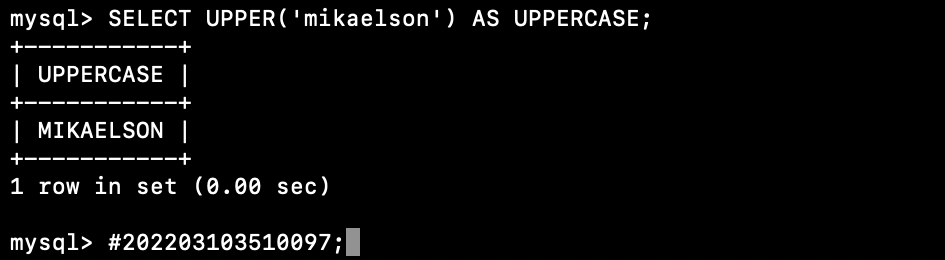 mysql> SELECT UPPER('mikaelson') AS UPPERCASE;
+-----------+
| UPPERCASE |
+-----------+
| MIKAELSON |
+-----------+
1 row in set (0.00 sec)
mysql> #202203103510097;